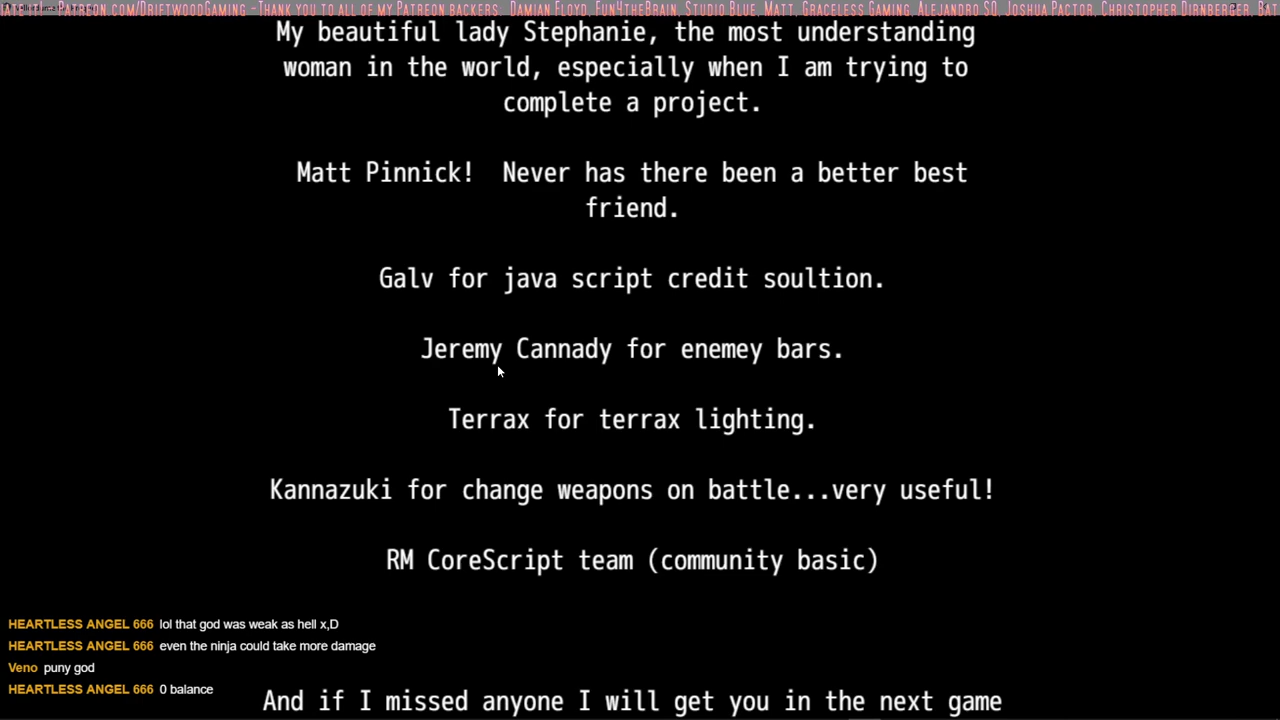 PATREON.COM/DRIFTWOODGAMING -THANK YOU TO ALL OF MY PATREON BACKERS: DAMIAN FLOYD, FUN4THEBRAIN, STUDIO BLUE, MATT, GRACELESS GAMING, ALEJANDRO SQ, JOSHUA PACTOR, CHRISTOPHER DIRNBERGER, BAT
My beautiful lady Stephanie, the most understanding
woman in the world, especially when I am trying to
complete a project.
Matt Pinnick!  Never has there been a better best
friend.
Galv for java script credit soultion.
Jeremy Cannady for enemey bars.
Terrax for terrax lighting.
Kannazuki for change weapons on battle...very useful!
RM CoreScript team (community basic)
HEARTLESS ANGEL 666 lol that god was weak as hell x,D
HEARTLESS ANGEL 666 even the ninja could take more damage
Veno puny god
HEARTLESS ANGEL 666 0 balance
And if I missed anyone I will get you in the next game